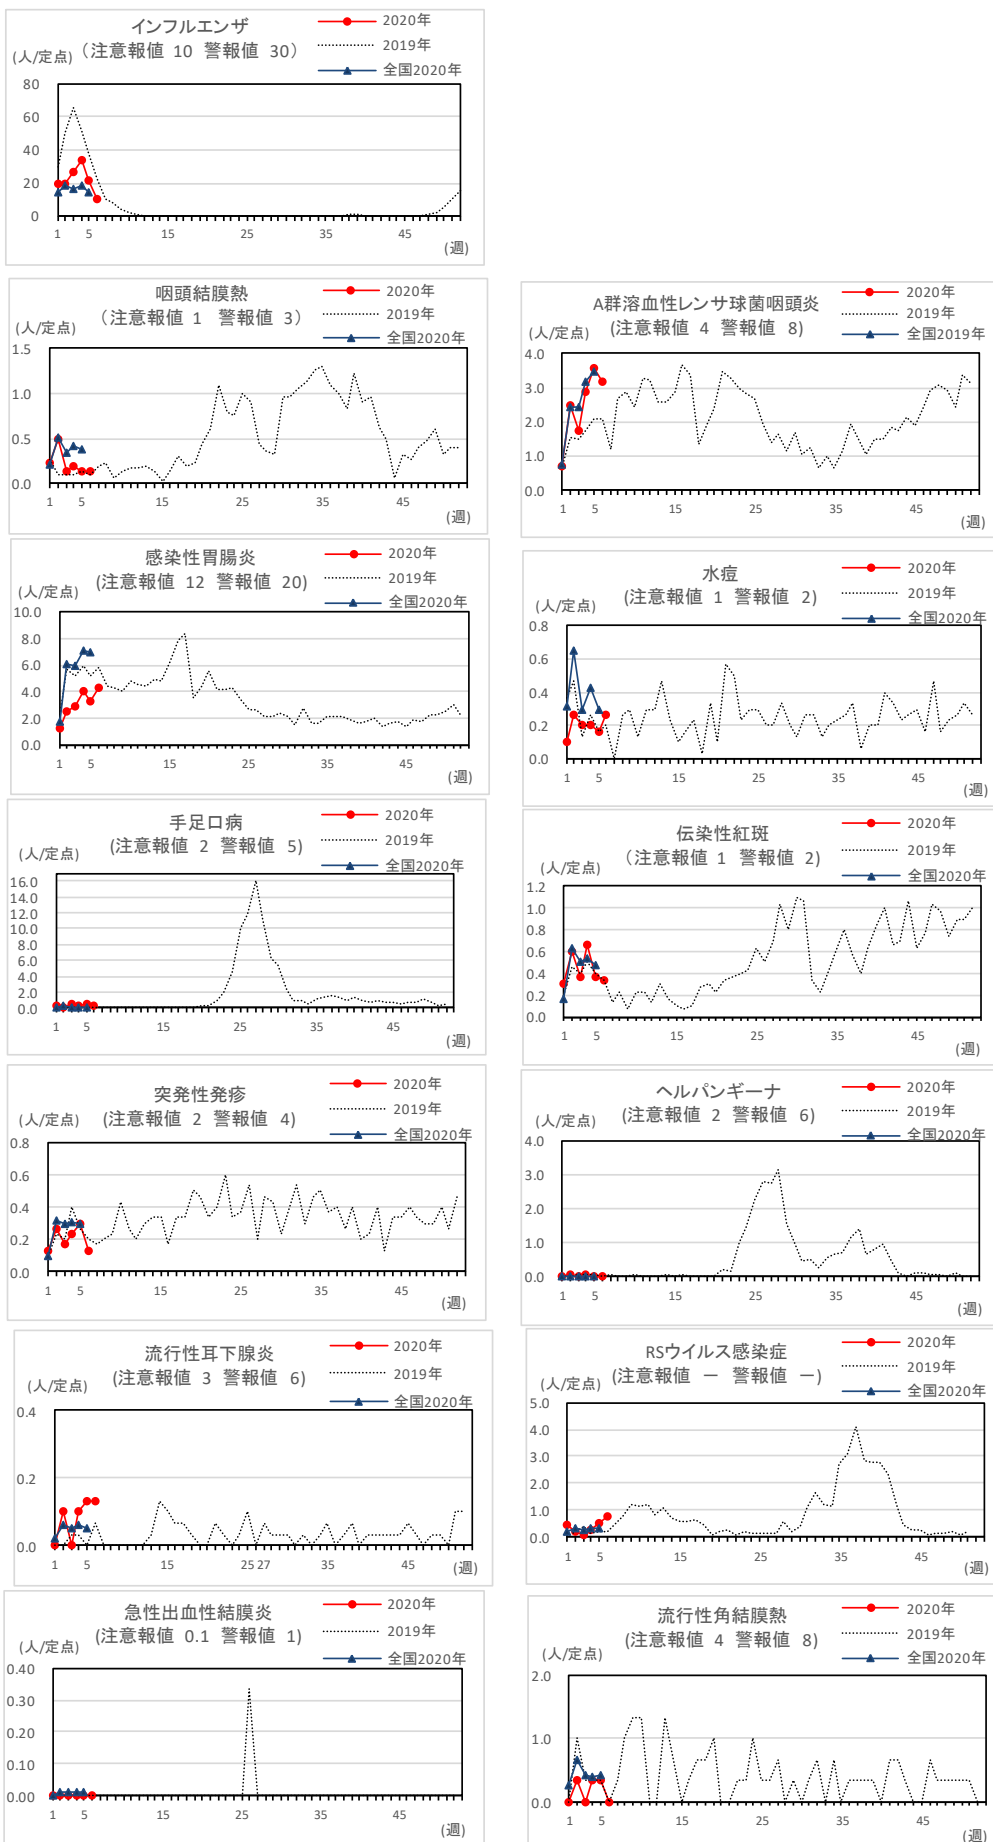 インフルエンザ
（注意報値 10 警報値 30）
(人/定点)
2020年
2019年
全国2020年
80
60
40
20
0
1 5 15 25 35 45
(週)
咽頭結膜熱
（注意報値 1 警報値 3）
(人/定点)
2020年
2019年
全国2020年
1.5
1.0
0.5
0.0
1 5 15 25 35 45
(週)
A群溶血性レンサ球菌咽頭炎
(注意報値 4 警報値 8)
(人/定点)
2020年
2019年
全国2019年
4.0
3.0
2.0
1.0
0.0
1 5 15 25 35 45
(週)
感染性胃腸炎
(注意報値 12 警報値 20)
(人/定点)
2020年
2019年
全国2020年
10.0
8.0
6.0
4.0
2.0
0.0
1 5 15 25 35 45
(週)
水痘
(注意報値 1 警報値 2)
(人/定点)
2020年
2019年
全国2020年
0.8
0.6
0.4
0.2
0.0
1 5 15 25 35 45
(週)
手足口病
(注意報値 2 警報値 5)
(人/定点)
2020年
2019年
全国2020年
16.0
14.0
12.0
10.0
8.0
6.0
4.0
2.0
0.0
1 5 15 25 35 45
(週)
伝染性紅斑
（注意報値 1 警報値 2)
(人/定点)
2020年
2019年
全国2020年
1.2
1.0
0.8
0.6
0.4
0.2
0.0
1 5 15 25 35 45
(週)
突発性発疹
(注意報値 2 警報値 4)
(人/定点)
2020年
2019年
全国2020年
0.8
0.6
0.4
0.2
0.0
1 5 15 25 35 45
(週)
ヘルパンギーナ
(注意報値 2 警報値 6)
(人/定点)
2020年
2019年
全国2020年
4.0
3.0
2.0
1.0
0.0
1 5 15 25 35 45
(週)
流行性耳下腺炎
(注意報値 3 警報値 6)
(人/定点)
2020年
2019年
全国2020年
0.4
0.2
0.0
1 5 15 25 27 35 45
(週)
RSウイルス感染症
(注意報値 ー 警報値 ー)
(人/定点)
2020年
2019年
全国2020年
5.0
4.0
3.0
2.0
1.0
0.0
1 5 15 25 35 45
(週)
急性出血性結膜炎
(注意報値 0.1 警報値 1)
(人/定点)
2020年
2019年
全国2020年
0.40
0.30
0.20
0.10
0.00
1 5 15 25 35 45
(週)
流行性角結膜熱
(注意報値 4 警報値 8)
(人/定点)
2020年
2019年
全国2020年
2.0
1.0
0.0
1 5 15 25 35 45
(週)